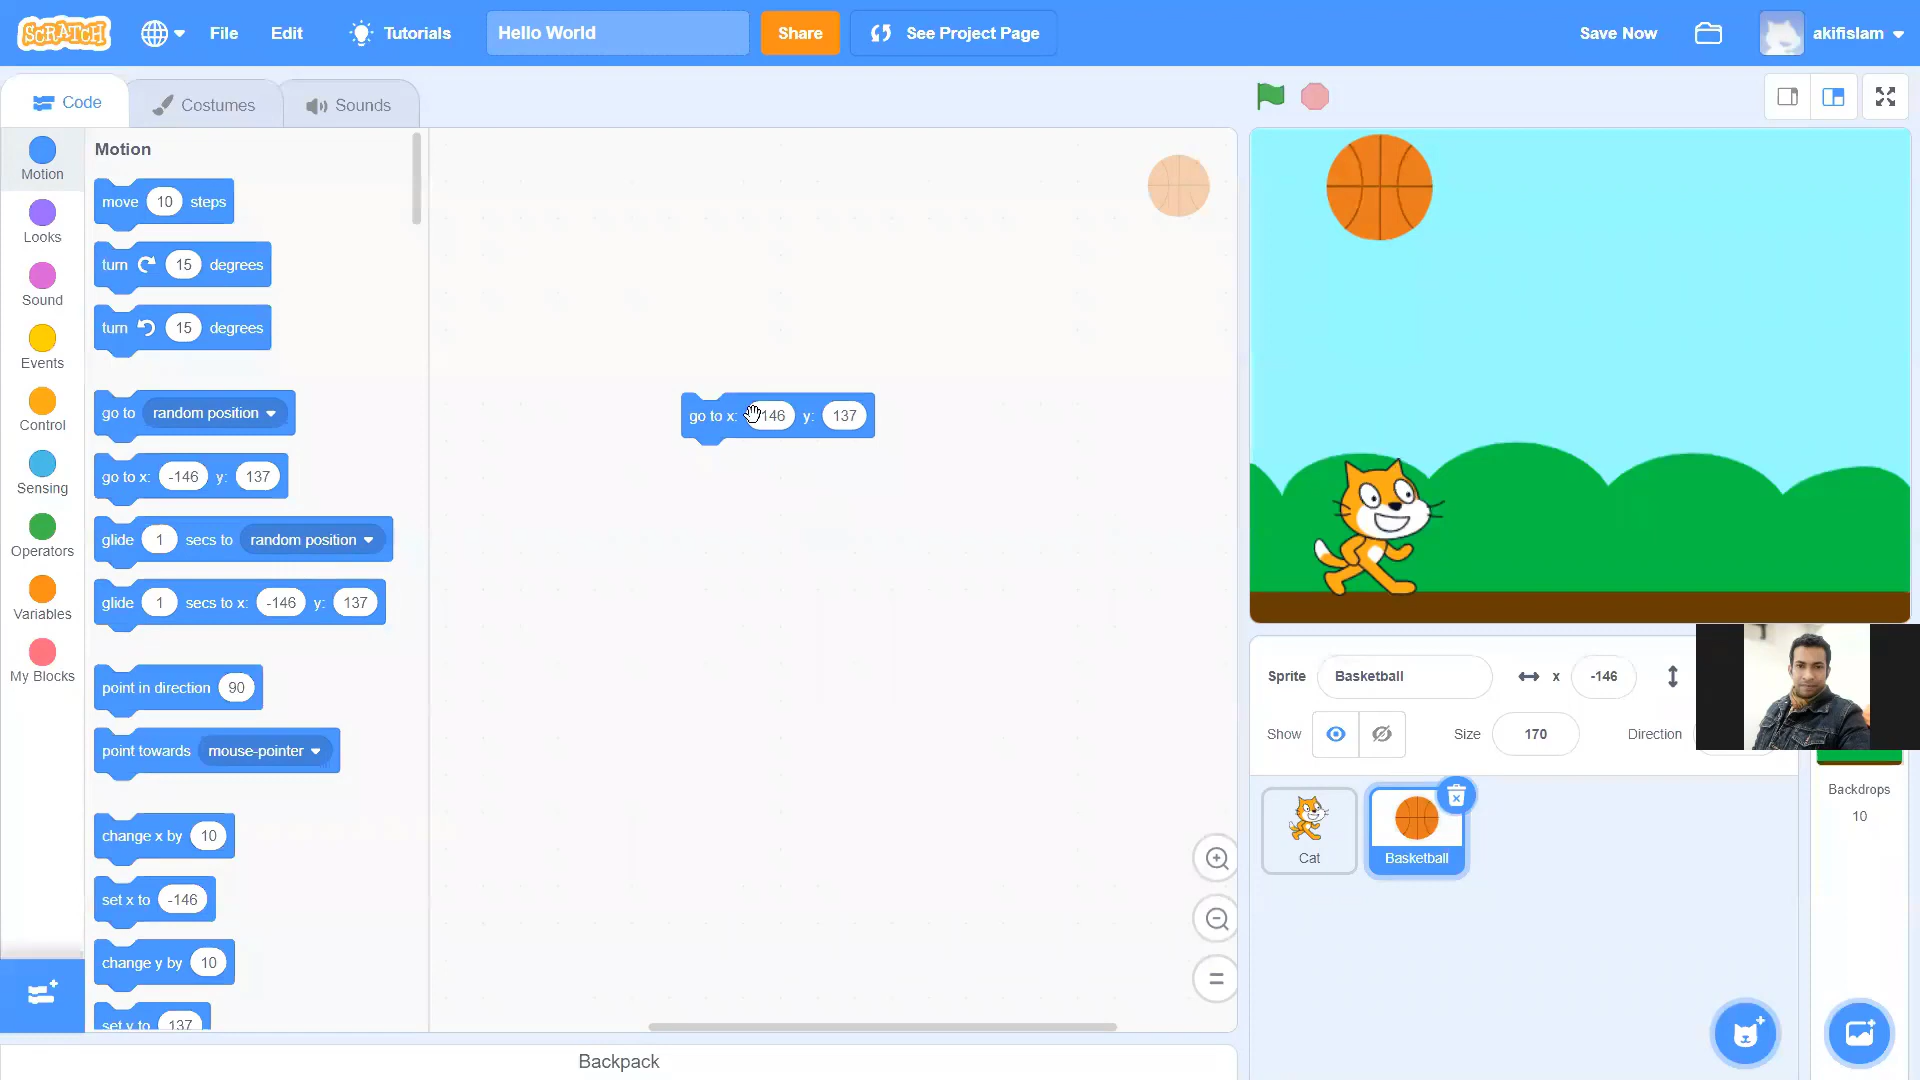 SCRATCH File Edit Tutorials Hello World Share See Project Page Save Now akifislam
Code Costumes Sounds
Motion
Looks
Sound
Events
Control
Sensing
Operators
Variables
My Blocks
Motion
move 10 steps
turn 15 degrees
turn 15 degrees
go to random position
go to x: -146 y: 137
glide 1 secs to random position
glide 1 secs to x: -146 y: 137
point in direction 90
point towards mouse-pointer
change x by 10
set x to -146
change y by 10
set y to 137
go to x: 146 y: 137
Backpack
Sprite Basketball x -146
Show Size 170 Direction
Cat
Basketball
Backdrops
10